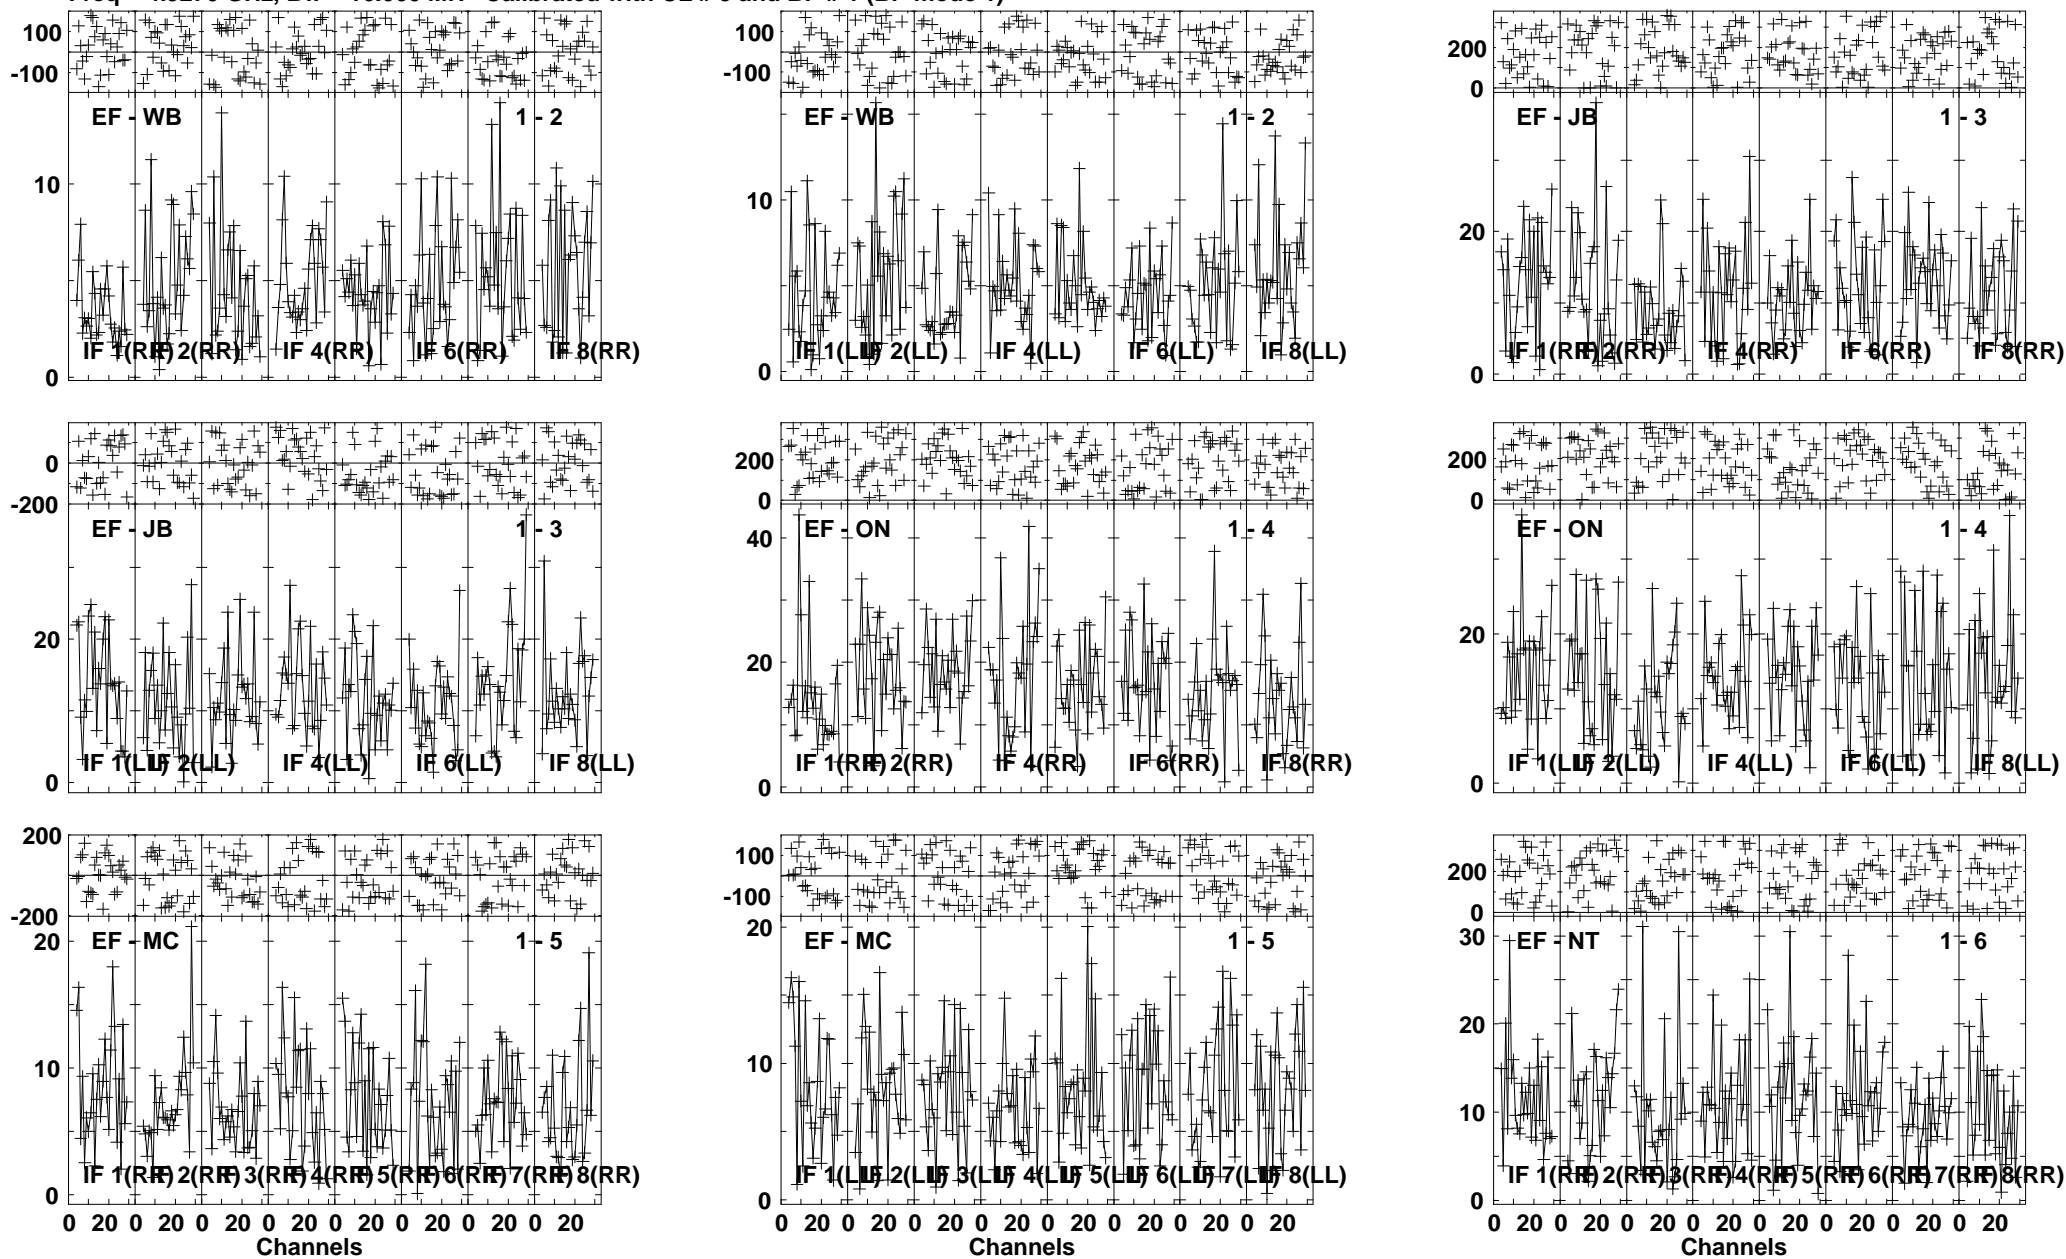 100
-100
EF - WB 1 - 2
10
0
IF 1(RR) IF 2(RR) IF 4(RR) IF 6(RR) IF 8(RR)
100
-100
EF - WB 1 - 2
10
0
IF 1(LL) IF 2(LL) IF 4(LL) IF 6(LL) IF 8(LL)
200
0
EF - JB 1 - 3
20
0
IF 1(RR) IF 2(RR) IF 4(RR) IF 6(RR) IF 8(RR)
0
-200
EF - JB 1 - 3
20
0
IF 1(LL) IF 2(LL) IF 4(LL) IF 6(LL) IF 8(LL)
200
0
EF - ON 1 - 4
40
20
0
IF 1(RR) IF 2(RR) IF 4(RR) IF 6(RR) IF 8(RR)
200
0
EF - ON 1 - 4
20
0
IF 1(LL) IF 2(LL) IF 4(LL) IF 6(LL) IF 8(LL)
200
-200
EF - MC 1 - 5
20
10
0
IF 1(RR) IF 2(RR) IF 3(RR) IF 4(RR) IF 5(RR) IF 6(RR) IF 7(RR) IF 8(RR)
0 20 0 20 0 20 0 20 0 20 0 20 0 20 0 20
Channels
100
-100
EF - MC 1 - 5
20
10
0
IF 1(LL) IF 2(LL) IF 3(LL) IF 4(LL) IF 5(LL) IF 6(LL) IF 7(LL) IF 8(LL)
0 20 0 20 0 20 0 20 0 20 0 20 0 20 0 20
Channels
200
0
EF - NT 1 - 6
30
20
10
0
IF 1(RR) IF 2(RR) IF 3(RR) IF 4(RR) IF 5(RR) IF 6(RR) IF 7(RR) IF 8(RR)
0 20 0 20 0 20 0 20 0 20 0 20 0 20 0 20
Channels